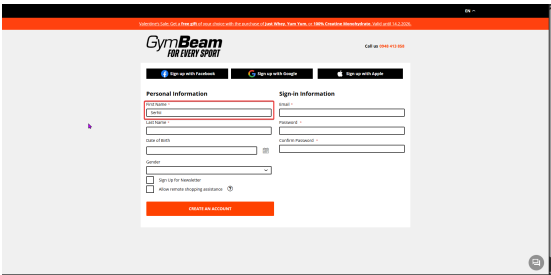 EN
Valentine's Sale: Get a free gift of your choice with the purchase of Just Whey, Yum Yum, or 100% Creatine Monohydrate. Valid until 14.2.2026.
GymBeam
FOR EVERY SPORT
Call us 0948 412 859
Sign up with Facebook
Sign up with Google
Sign up with Apple
Personal Information
First Name *
Last Name *
Date of Birth
Gender
Sign Up for Newsletter
Allow remote shopping assistance
CREATE AN ACCOUNT
Sign-in Information
Email *
Password *
Confirm Password *